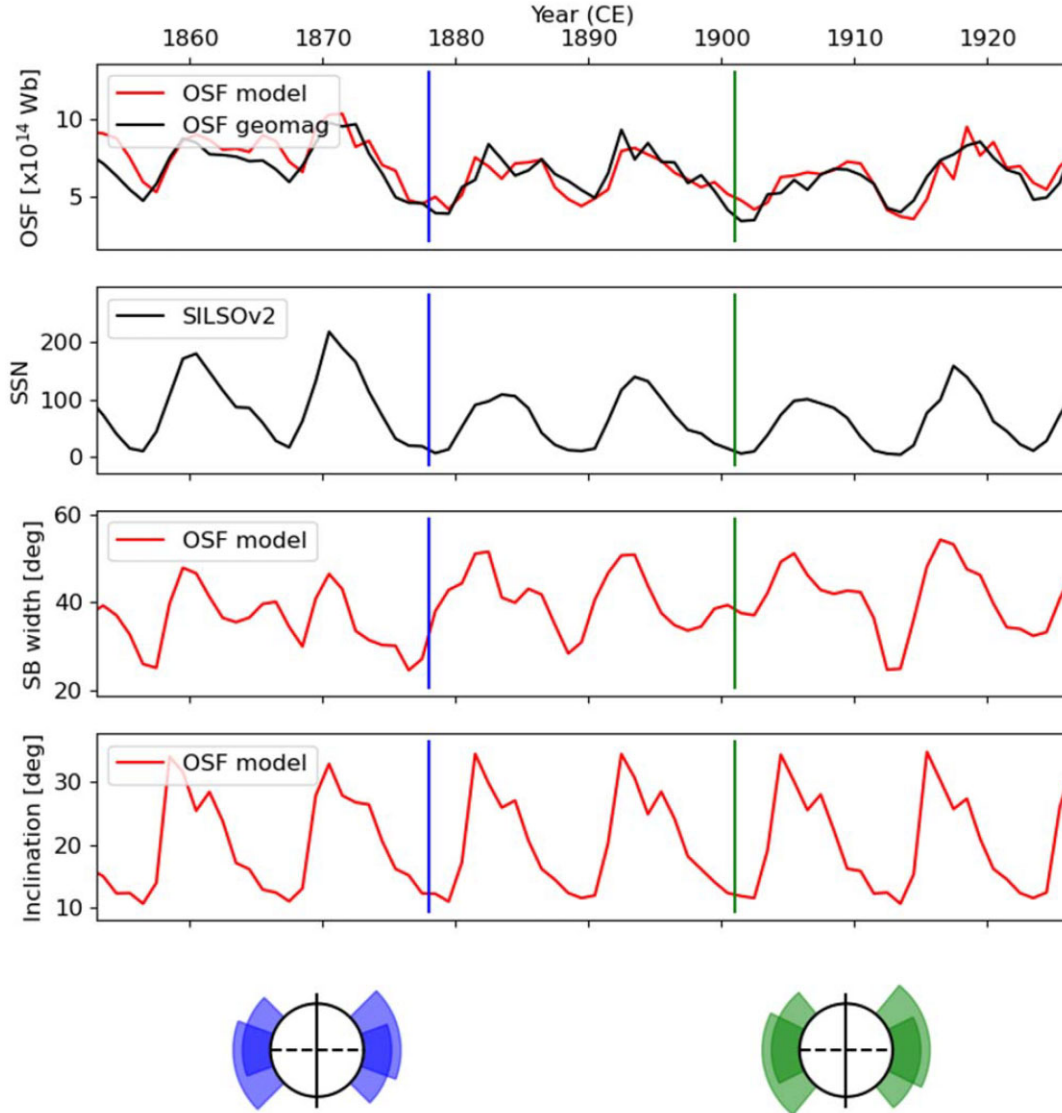 Year (CE)
1860 1870 1880 1890 1900 1910 1920
OSF [x10¹⁴ Wb]
10
5
OSF model
OSF geomag
SSN
200
100
0
SILSOv2
SB width [deg]
60
40
20
OSF model
Inclination [deg]
30
20
10
OSF model